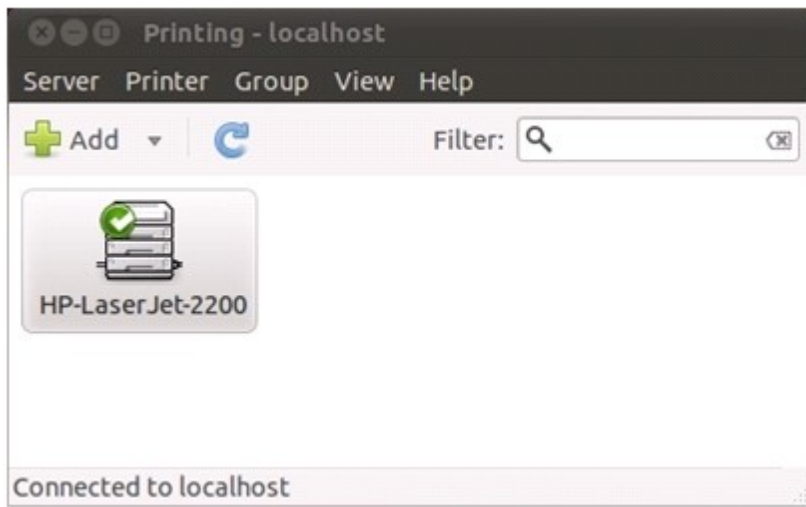 Printing - localhost
Server Printer Group View Help
Add Filter:
HP-LaserJet-2200
Connected to localhost